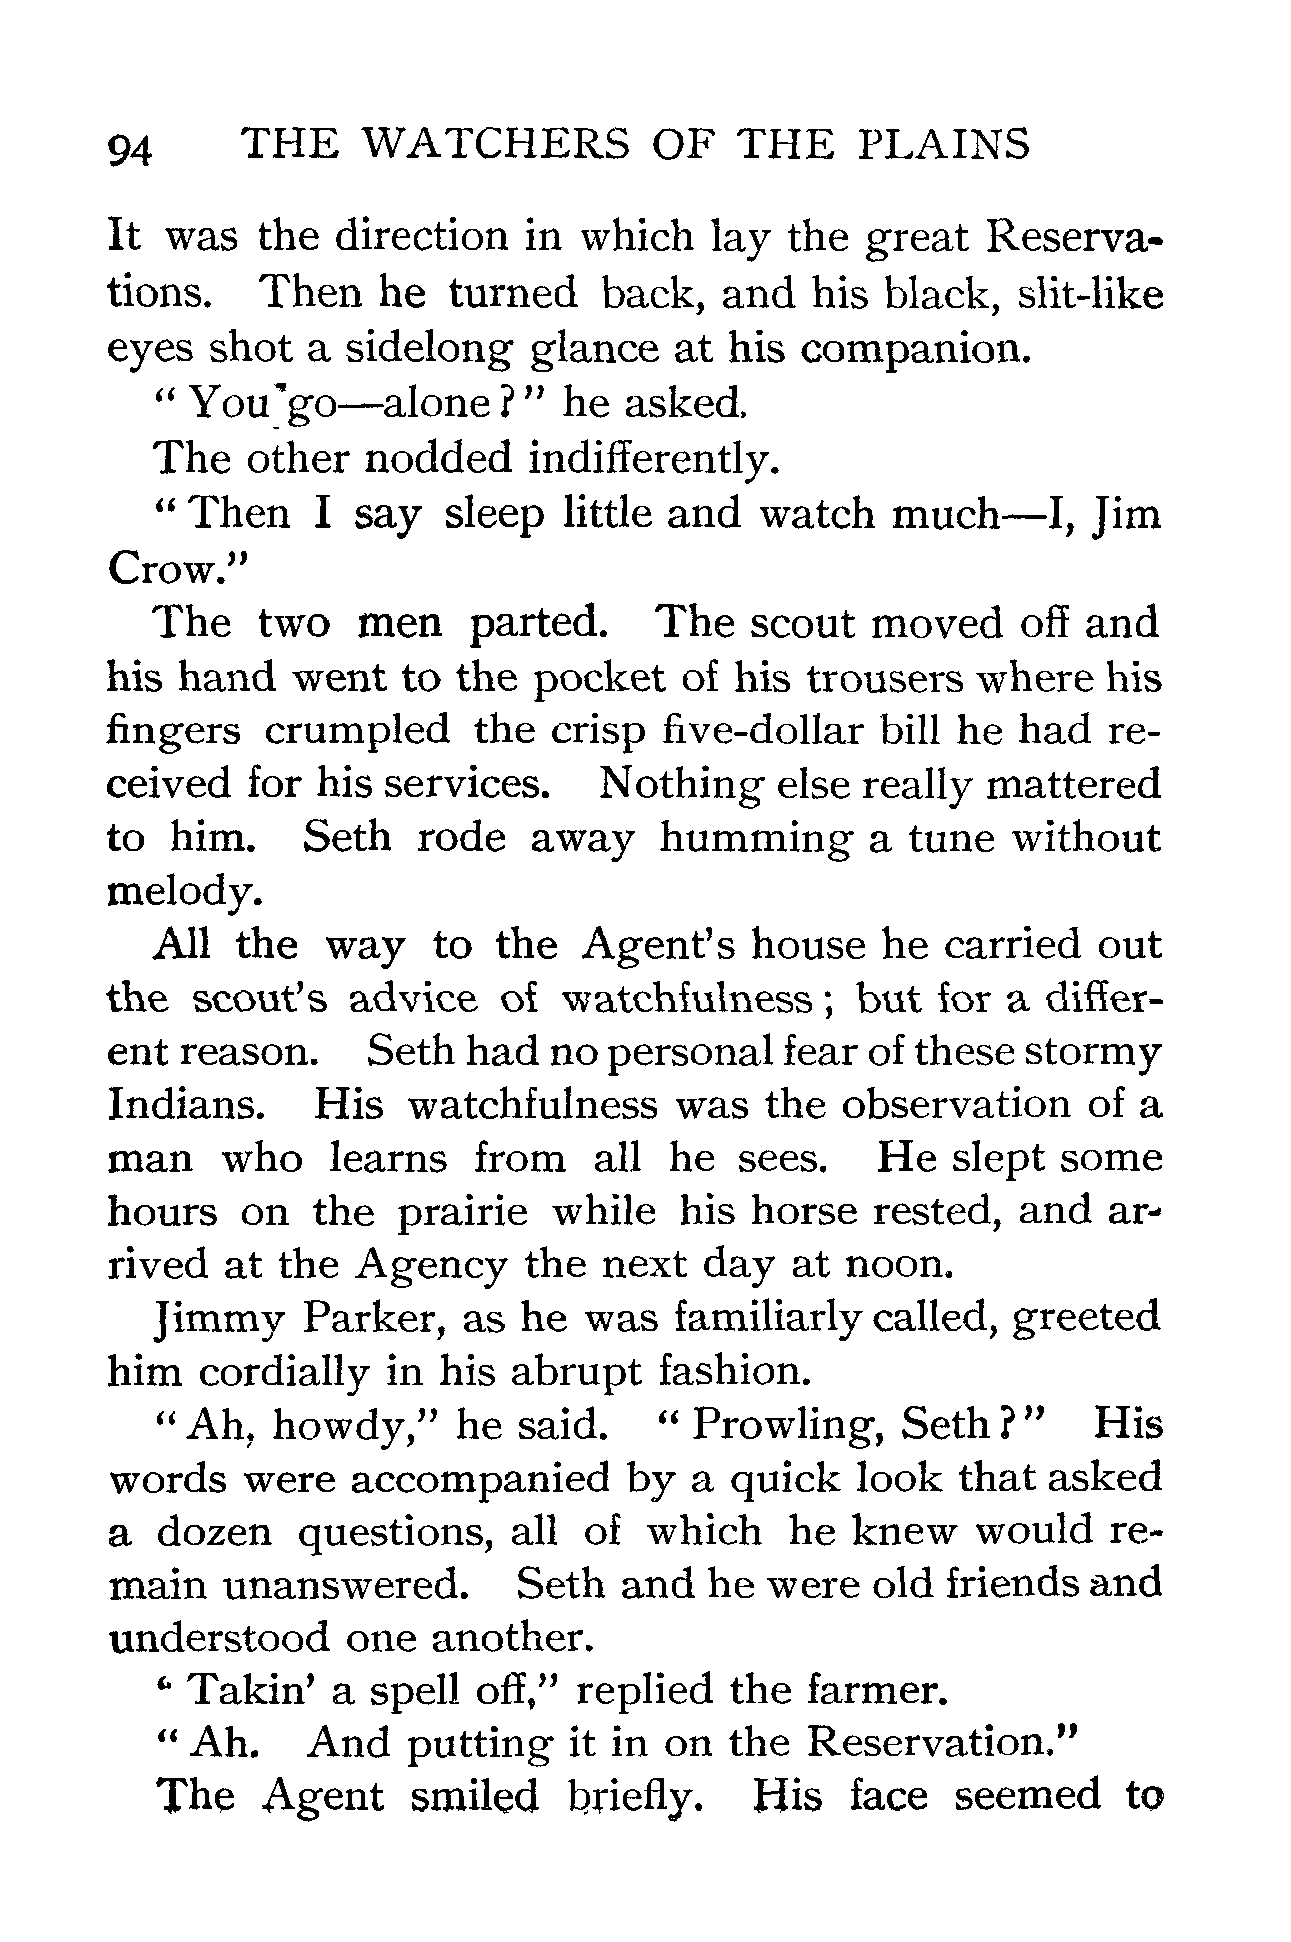 94 THE WATCHERS OF THE PLAINS
It was the direction in which lay the great Reserva-
tions. Then he turned back, and his black, slit-like
eyes shot a sidelong glance at his companion.
“ You go—alone ? ” he asked.
The other nodded indifferently.
“ Then I say sleep little and watch much—I, Jim
Crow.”
The two men parted. The scout moved off and
his hand went to the pocket of his trousers where his
fingers crumpled the crisp five-dollar bill he had re-
ceived for his services. Nothing else really mattered
to him. Seth rode away humming a tune without
melody.
All the way to the Agent’s house he carried out
the scout’s advice of watchfulness ; but for a differ-
ent reason. Seth had no personal fear of these stormy
Indians. His watchfulness was the observation of a
man who learns from all he sees. He slept some
hours on the prairie while his horse rested, and ar-
rived at the Agency the next day at noon.
Jimmy Parker, as he was familiarly called, greeted
him cordially in his abrupt fashion.
“ Ah, howdy,” he said. “ Prowling, Seth ? ” His
words were accompanied by a quick look that asked
a dozen questions, all of which he knew would re-
main unanswered. Seth and he were old friends and
understood one another.
“ Takin’ a spell off,” replied the farmer.
“ Ah. And putting it in on the Reservation.”
The Agent smiled briefly. His face seemed to